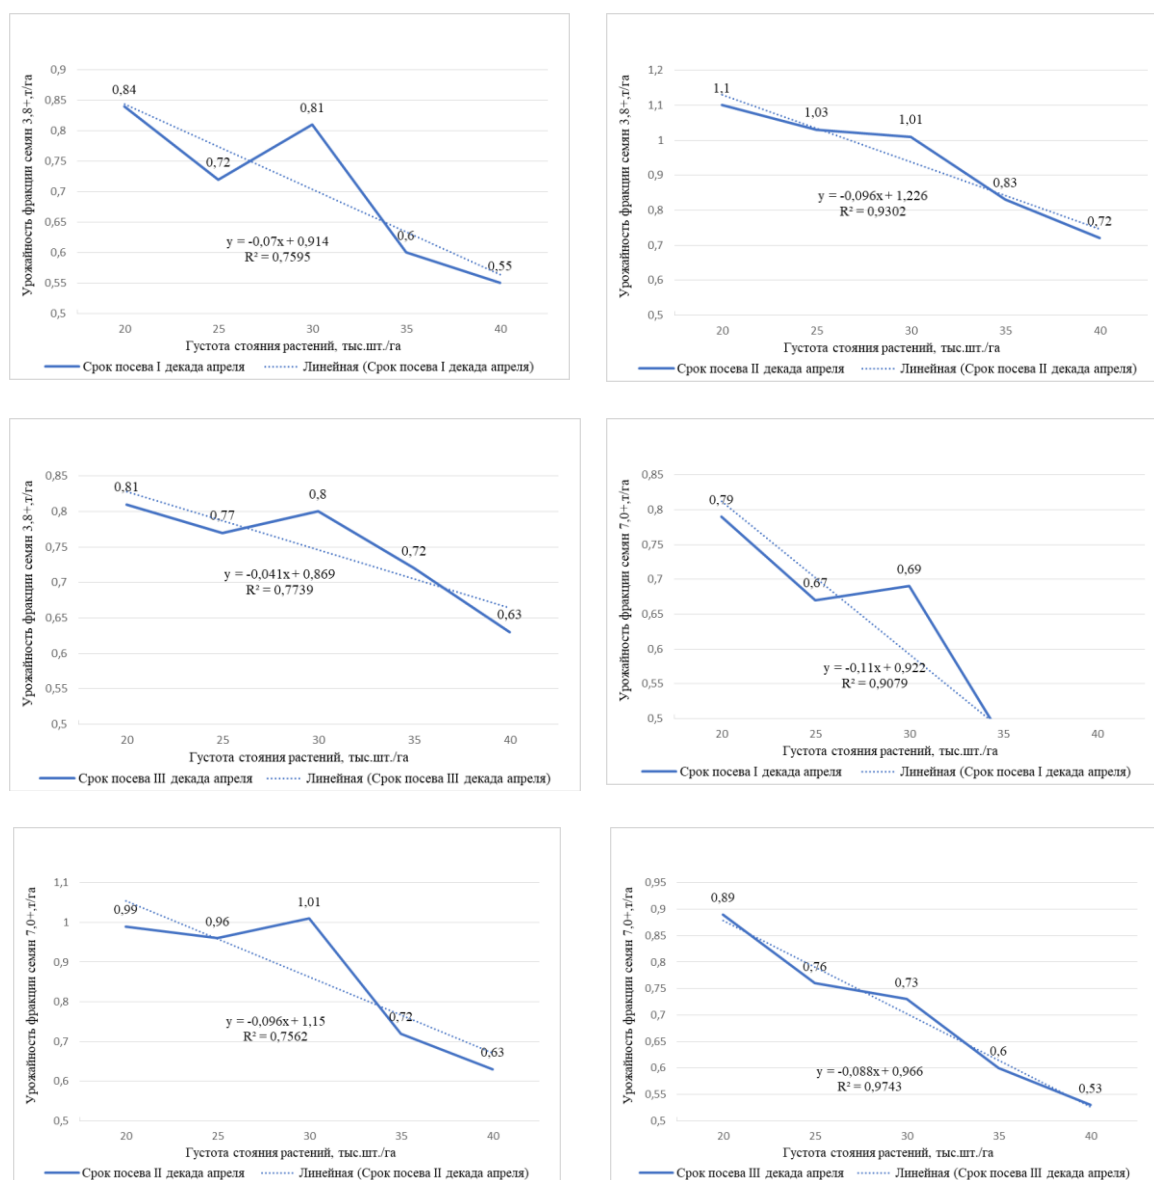 Урожайность фракции семян 3,8+,т/га
0,9
0,85
0,8
0,75
0,7
0,65
0,6
0,55
0,5
0,84
0,72
0,81
0,6
0,55
y = -0,07x + 0,914
R² = 0,7595
20 25 30 35 40
Густота стояния растений, тыс.шт./га
Срок посева I декада апреля Линейная (Срок посева I декада апреля)
Урожайность фракции семян 3,8+,т/га
1,2
1,1
1
0,9
0,8
0,7
0,6
0,5
1,1
1,03
1,01
0,83
0,72
y = -0,096x + 1,226
R² = 0,9302
20 25 30 35 40
Густота стояния растений, тыс.шт./га
Срок посева II декада апреля Линейная (Срок посева II декада апреля)
Урожайность фракции семян 3,8+,т/га
0,85
0,8
0,75
0,7
0,65
0,6
0,55
0,5
0,81
0,77
0,8
0,72
0,63
y = -0,041x + 0,869
R² = 0,7739
20 25 30 35 40
Густота стояния растений, тыс.шт./га
Срок посева III декада апреля Линейная (Срок посева III декада апреля)
Урожайность фракции семян 7,0+,т/га
0,85
0,8
0,75
0,7
0,65
0,6
0,55
0,5
0,79
0,67
0,69
y = -0,11x + 0,922
R² = 0,9079
20 25 30 35 40
Густота стояния растений, тыс.шт./га
Срок посева I декада апреля Линейная (Срок посева I декада апреля)
Урожайность фракции семян 7,0+,т/га
1,1
1
0,9
0,8
0,7
0,6
0,5
0,99
0,96
1,01
0,72
0,63
y = -0,096x + 1,15
R² = 0,7562
20 25 30 35 40
Густота стояния растений, тыс.шт./га
Срок посева II декада апреля Линейная (Срок посева II декада апреля)
Урожайность фракции семян 7,0+,т/га
0,95
0,9
0,85
0,8
0,75
0,7
0,65
0,6
0,55
0,5
0,89
0,76
0,73
0,6
0,53
y = -0,088x + 0,966
R² = 0,9743
20 25 30 35 40
Густота стояния растений, тыс.шт./га
Срок посева III декада апреля Линейная (Срок посева III декада апреля)